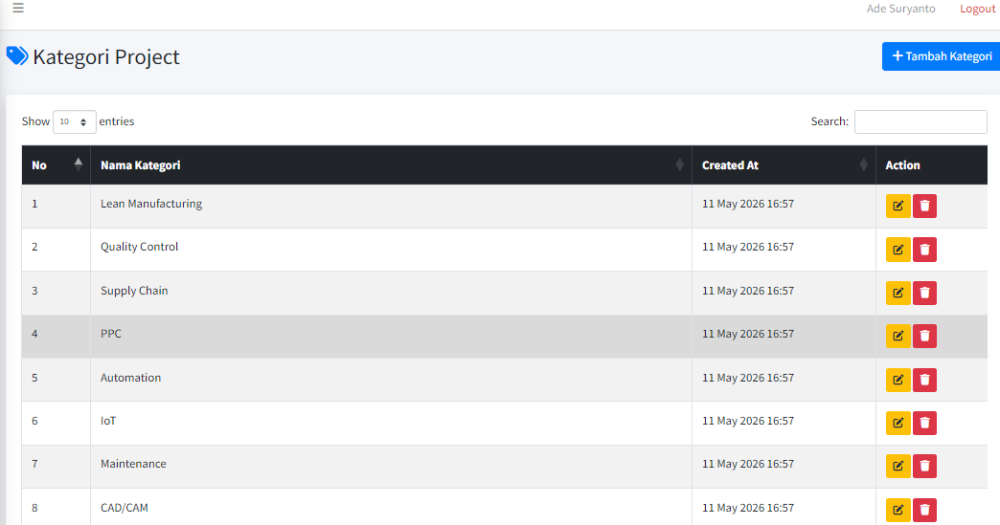 Ade Suryanto Logout
Kategori Project
Tambah Kategori
Show 10 entries Search:
No Nama Kategori Created At Action
1 Lean Manufacturing 11 May 2026 16:57
2 Quality Control 11 May 2026 16:57
3 Supply Chain 11 May 2026 16:57
4 PPC 11 May 2026 16:57
5 Automation 11 May 2026 16:57
6 IoT 11 May 2026 16:57
7 Maintenance 11 May 2026 16:57
8 CAD/CAM 11 May 2026 16:57